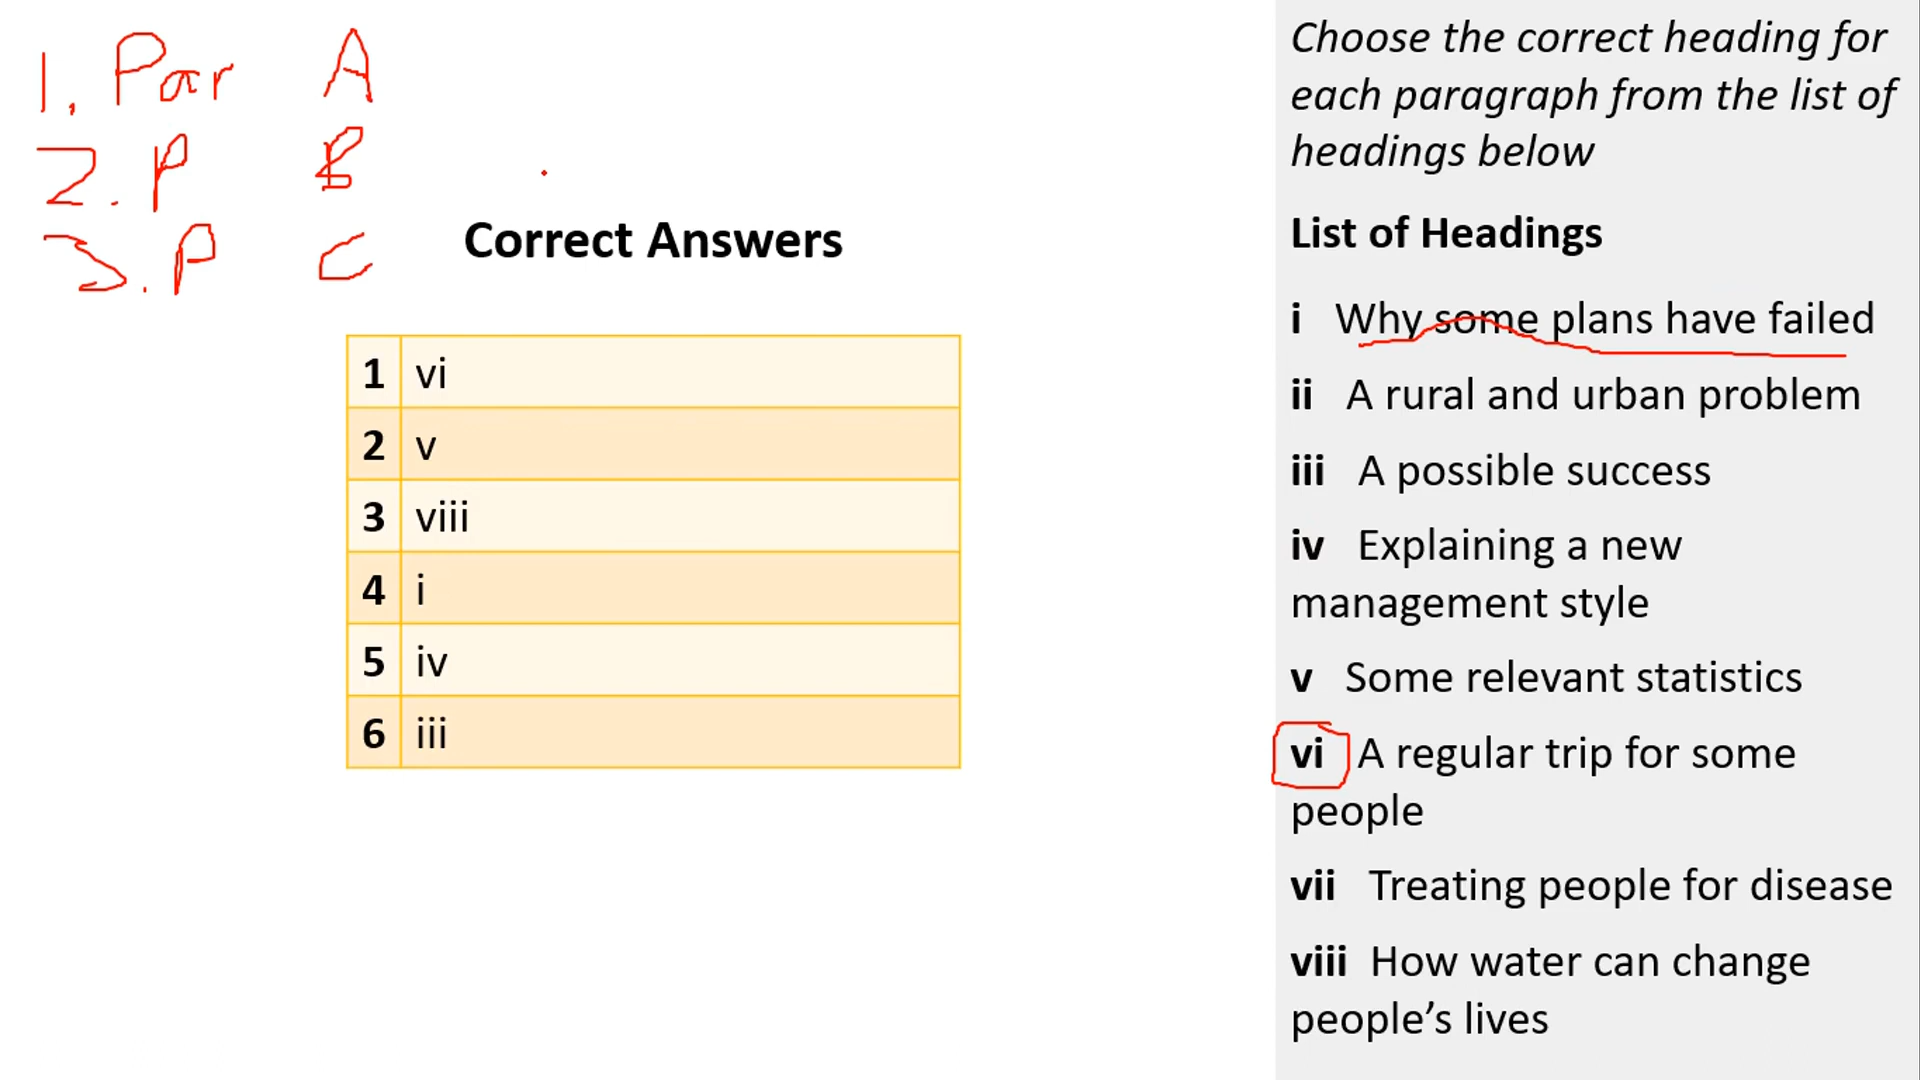 1. Par A
2. P B
3. P C
Correct Answers
1 vi
2 v
3 viii
4 i
5 iv
6 iii
Choose the correct heading for
each paragraph from the list of
headings below
List of Headings
i Why some plans have failed
ii A rural and urban problem
iii A possible success
iv Explaining a new
management style
v Some relevant statistics
vi A regular trip for some
people
vii Treating people for disease
viii How water can change
people's lives